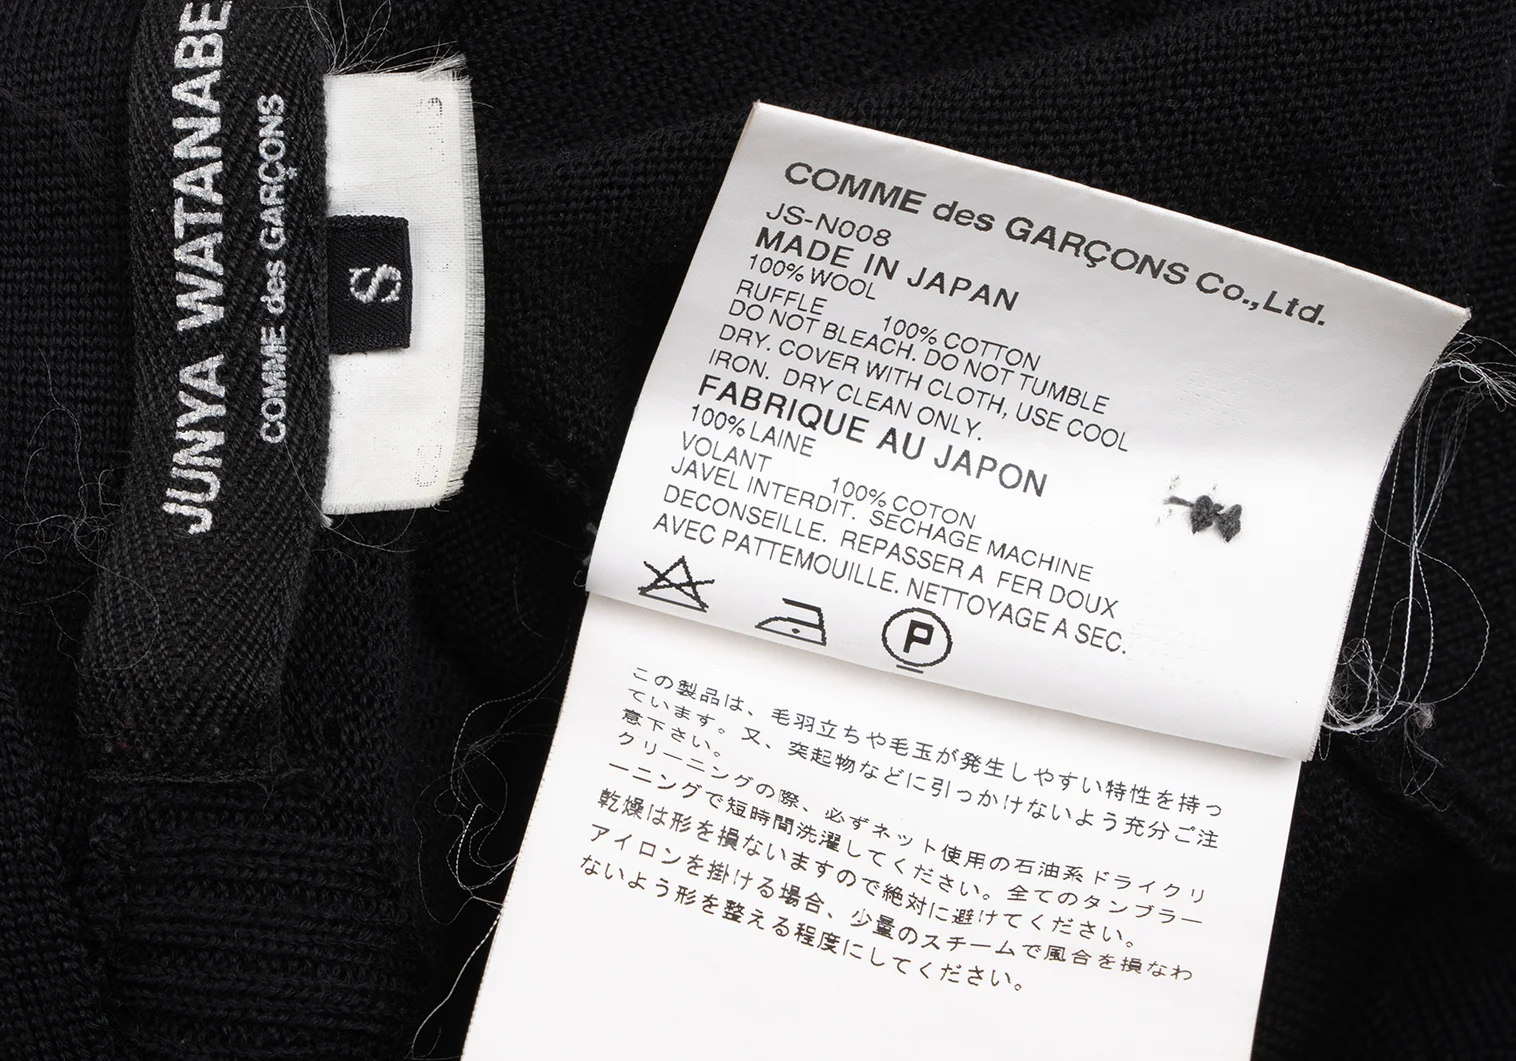 JUNYA WATANABE
COMME des GARÇONS
S
COMME des GARÇONS Co.,Ltd.
JS-N008
MADE IN JAPAN
100% WOOL
RUFFLE 100% COTTON
DO NOT BLEACH. DO NOT TUMBLE
DRY. COVER WITH CLOTH, USE COOL
IRON. DRY CLEAN ONLY.
FABRIQUE AU JAPON
100% LAINE
VOLANT 100% COTON
JAVEL INTERDIT. SECHAGE MACHINE
DECONSEILLE. REPASSER A FER DOUX
AVEC PATTEMOUILLE. NETTOYAGE A SEC.
P
この製品は、毛羽立ちや毛玉が発生しやすい特性を持っ
ています。又、突起物などに引っかけないよう充分ご注
意下さい。
クリーニングの際、必ずネット使用の石油系ドライクリ
ーニングで短時間洗濯してください。全てのタンブラー
乾燥は形を損ないますので絶対に避けてください。
アイロンを掛ける場合、少量のスチームで風合を損なわ
ないよう形を整える程度にしてください。